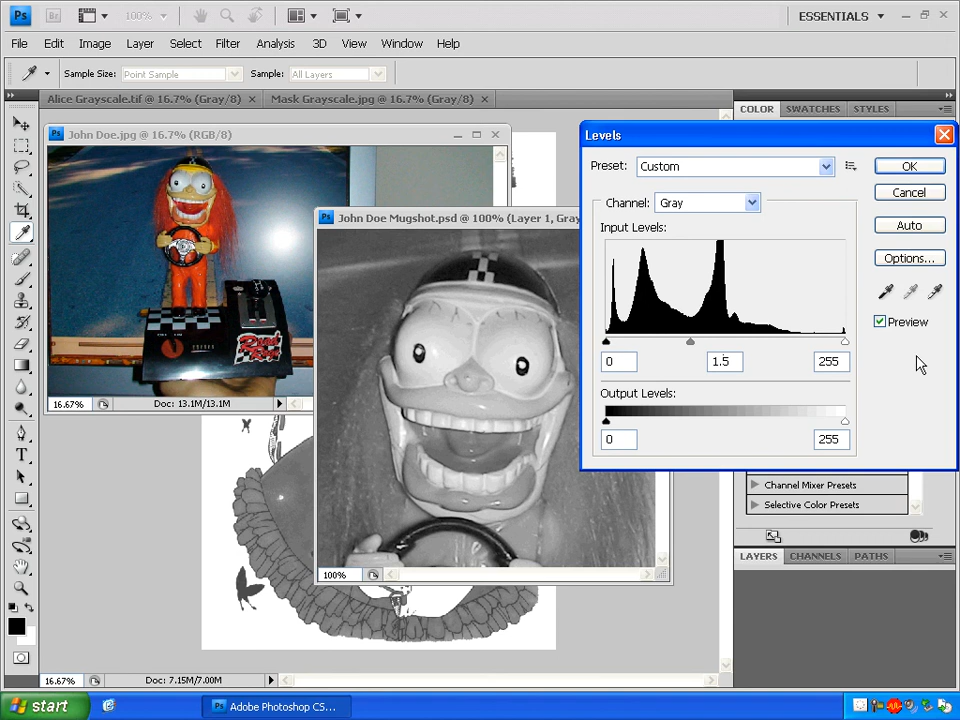 Ps
Br
100%
ESSENTIALS
File Edit Image Layer Select Filter Analysis 3D View Window Help
Sample Size: Point Sample Sample: All Layers
Alice Grayscale.tif @ 16.7% (Gray/8) × Mask Grayscale.jpg @ 16.7% (Gray/8) ×
COLOR SWATCHES STYLES
Ps John Doe.jpg @ 16.7% (RGB/8)
Levels
Preset: Custom
OK
Channel: Gray
Cancel
Input Levels:
Auto
Options...
Preview
0 1.5 255
Output Levels:
0 255
Ps John Doe Mugshot.psd @ 100% (Layer 1, Gray
16.67% Doc: 13.1M/13.1M
100%
Channel Mixer Presets
Selective Color Presets
LAYERS CHANNELS PATHS
16.67% Doc: 7.15M/7.00M
start
Ps Adobe Photoshop CS...